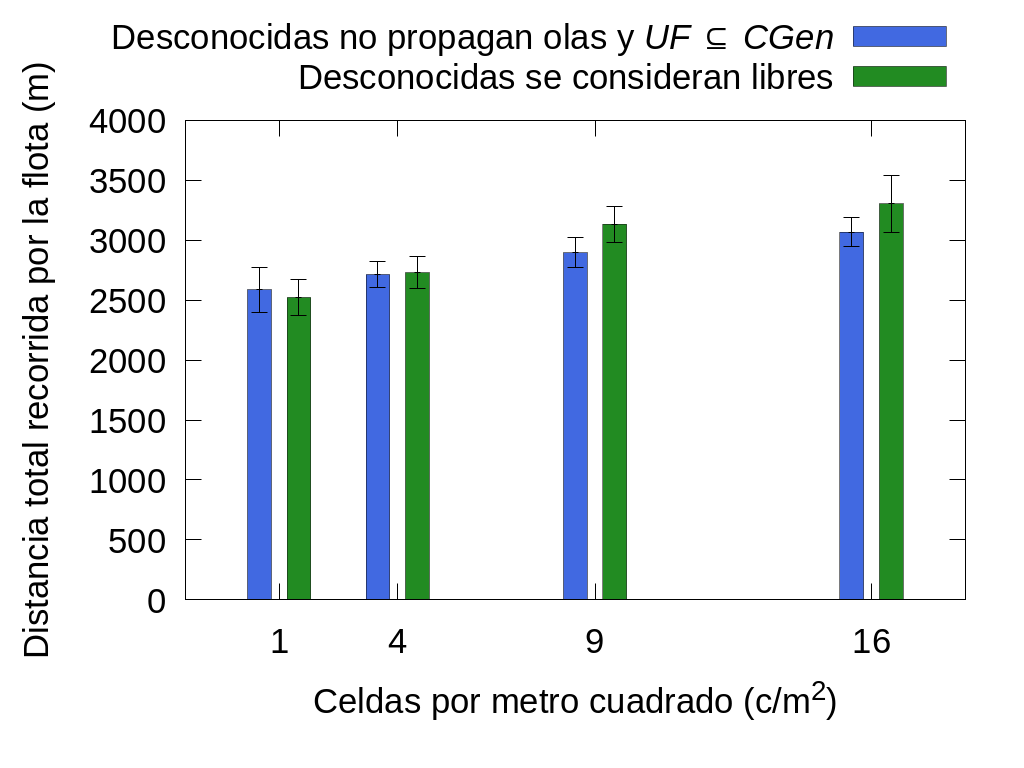 Desconocidas no propagan olas y UF ⊆ CGen
Desconocidas se consideran libres
Distancia total recorrida por la flota (m)
4000
3500
3000
2500
2000
1500
1000
500
0
1 4 9 16
Celdas por metro cuadrado (c/m²)